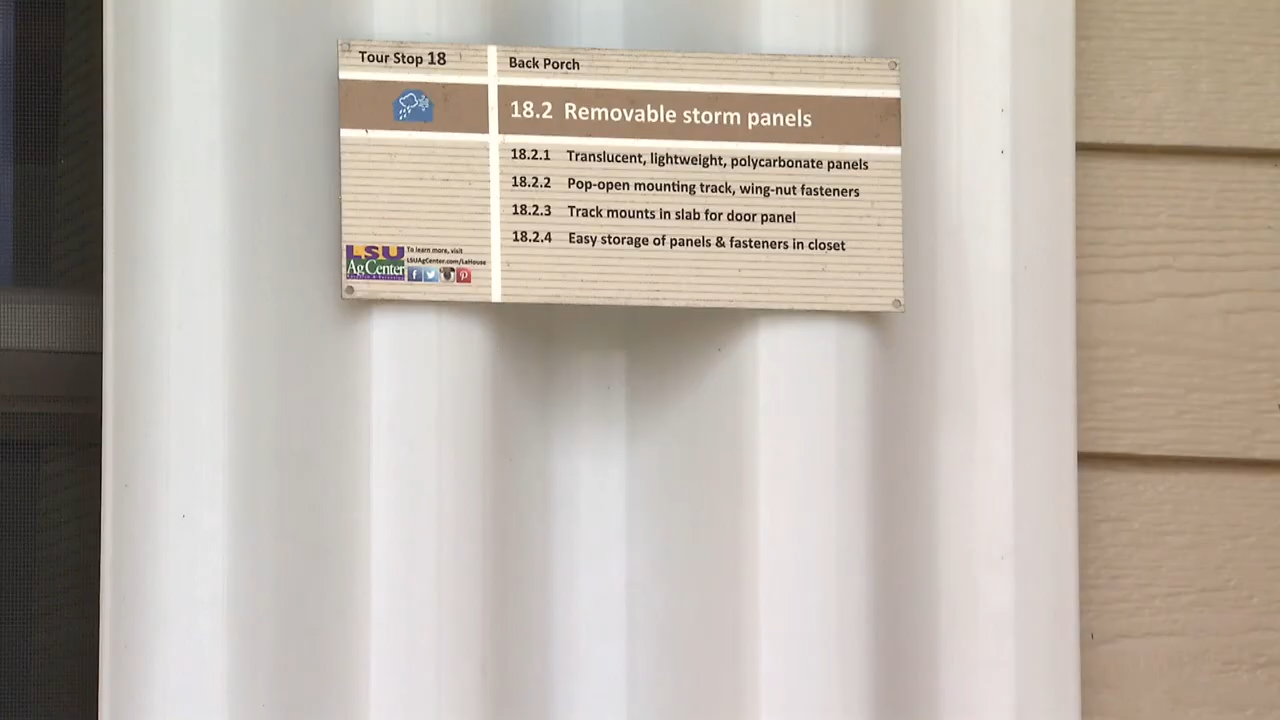 Tour Stop 18
Back Porch
18.2 Removable storm panels
18.2.1 Translucent, lightweight, polycarbonate panels
18.2.2 Pop-open mounting track, wing-nut fasteners
18.2.3 Track mounts in slab for door panel
18.2.4 Easy storage of panels & fasteners in closet
LSU
AgCenter
To learn more, visit
LSUAgCenter.com/LaHouse